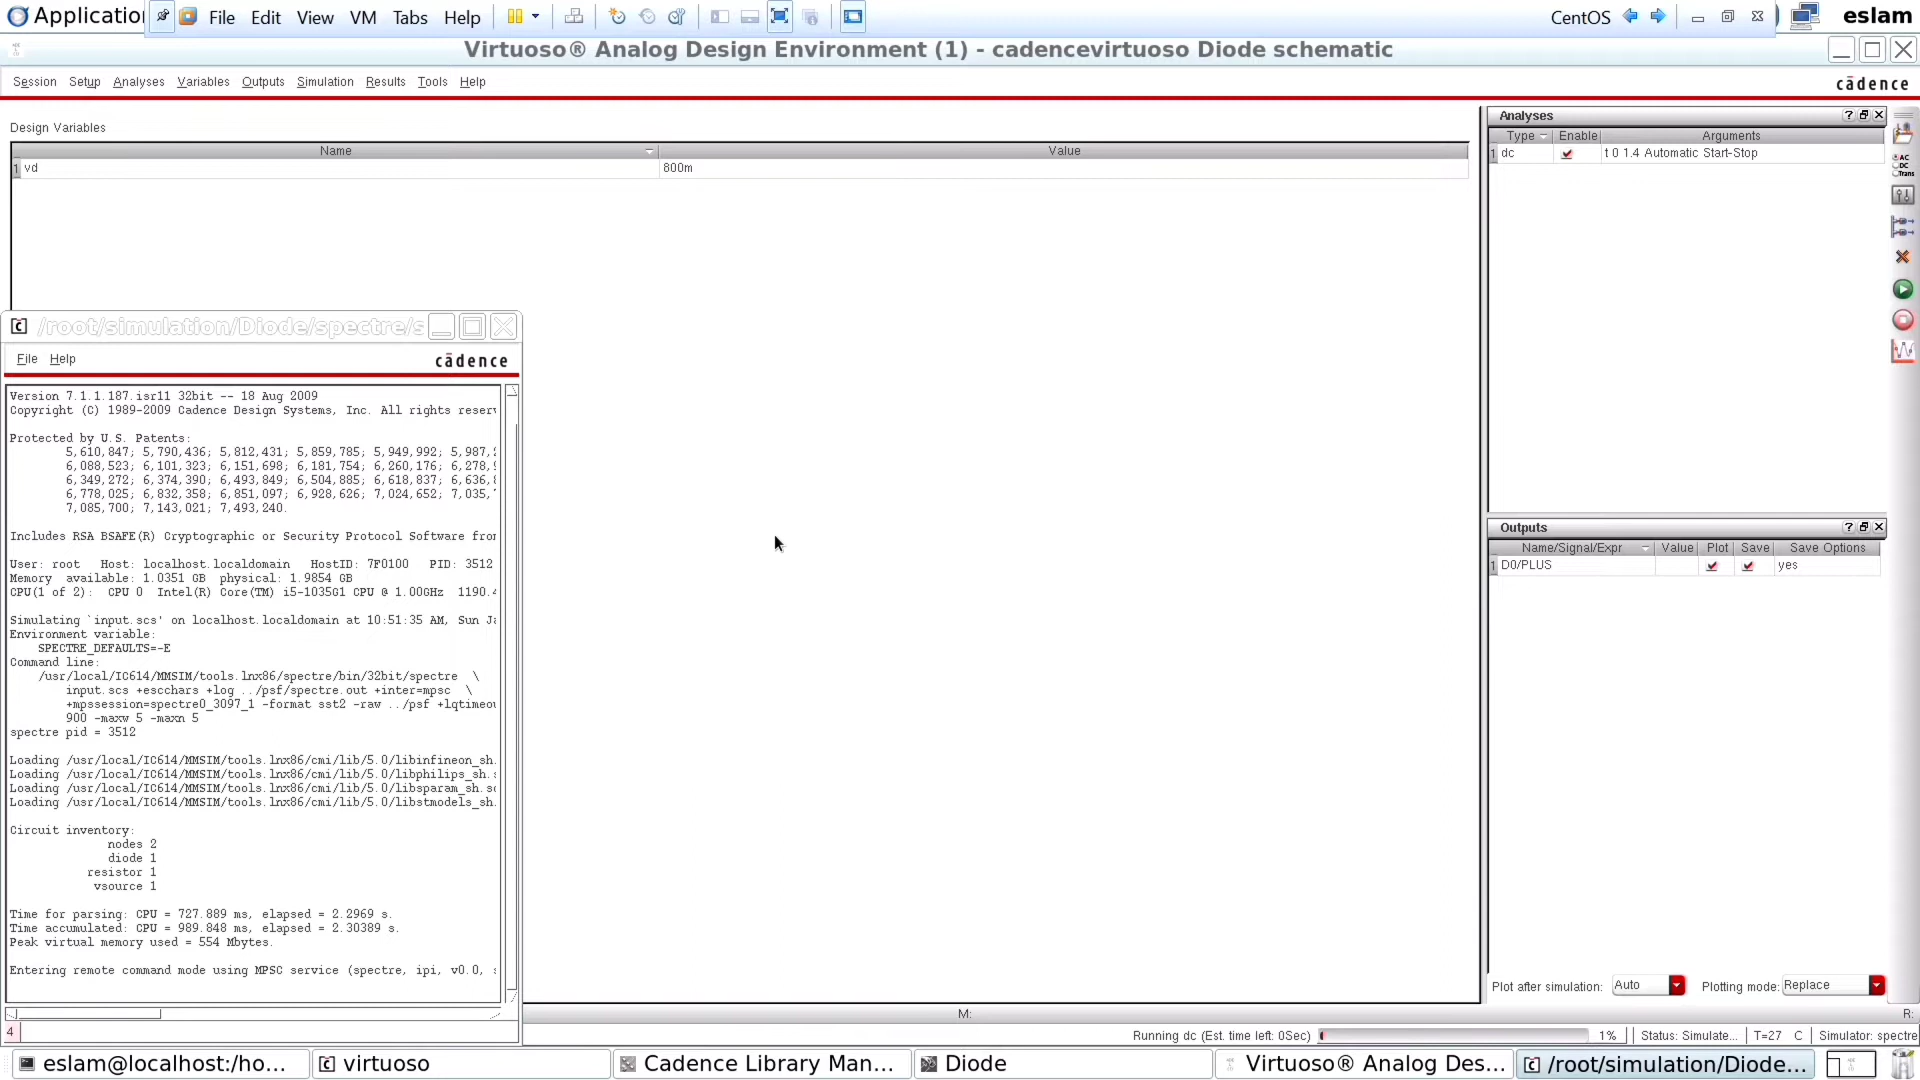 Applicatio
File Edit View VM Tabs Help
CentOS
eslam
Virtuoso® Analog Design Environment (1) - cadencevirtuoso Diode schematic
Session Setup Analyses Variables Outputs Simulation Results Tools Help
cādence
Design Variables
Name Value
1 vd 800m
Analyses
Type Enable Arguments
1 dc t 0 1.4 Automatic Start-Stop
AC
DC
Trans
/root/simulation/Diode/spectre/s
File Help
cādence
Version 7.1.1.187.isr11 32bit -- 18 Aug 2009
Copyright (C) 1989-2009 Cadence Design Systems, Inc. All rights reserv
Protected by U.S. Patents:
5,610,847; 5,790,436; 5,812,431; 5,859,785; 5,949,992; 5,987,
6,088,523; 6,101,323; 6,151,698; 6,181,754; 6,260,176; 6,278,
6,349,272; 6,374,390; 6,493,849; 6,504,885; 6,618,837; 6,636,
6,778,025; 6,832,358; 6,851,097; 6,928,626; 7,024,652; 7,035,
7,085,700; 7,143,021; 7,493,240.
Includes RSA BSAFE(R) Cryptographic or Security Protocol Software from
User: root Host: localhost.localdomain HostID: 7F0100 PID: 3512
Memory available: 1.0351 GB physical: 1.9854 GB
CPU(1 of 2): CPU 0 Intel(R) Core(TM) i5-1035G1 CPU @ 1.00GHz 1190.
Simulating `input.scs' on localhost.localdomain at 10:51:35 AM, Sun Ja
Environment variable:
SPECTRE_DEFAULTS=-E
Command line:
/usr/local/IC614/MMSIM/tools.lnx86/spectre/bin/32bit/spectre \
input.scs +escchars +log ../psf/spectre.out +inter=mpsc \
+mpssession=spectre0_3097_1 -format sst2 -raw ../psf +lqtimeou
900 -maxw 5 -maxn 5
spectre pid = 3512
Loading /usr/local/IC614/MMSIM/tools.lnx86/cmi/lib/5.0/libinfineon_sh.
Loading /usr/local/IC614/MMSIM/tools.lnx86/cmi/lib/5.0/libphilips_sh.s
Loading /usr/local/IC614/MMSIM/tools.lnx86/cmi/lib/5.0/libsparam_sh.so
Loading /usr/local/IC614/MMSIM/tools.lnx86/cmi/lib/5.0/libstmodels_sh.
Circuit inventory:
nodes 2
diode 1
resistor 1
vsource 1
Time for parsing: CPU = 727.889 ms, elapsed = 2.2969 s.
Time accumulated: CPU = 989.848 ms, elapsed = 2.30389 s.
Peak virtual memory used = 554 Mbytes.
Entering remote command mode using MPSC service (spectre, ipi, v0.0, s
4
Outputs
Name/Signal/Expr Value Plot Save Save Options
1 D0/PLUS yes
Plot after simulation: Auto Plotting mode: Replace
M: R:
Running dc (Est. time left: 0Sec) 1% Status: Simulate... T=27 C Simulator: spectre
eslam@localhost:/ho... virtuoso Cadence Library Man... Diode Virtuoso® Analog Des... /root/simulation/Diode...